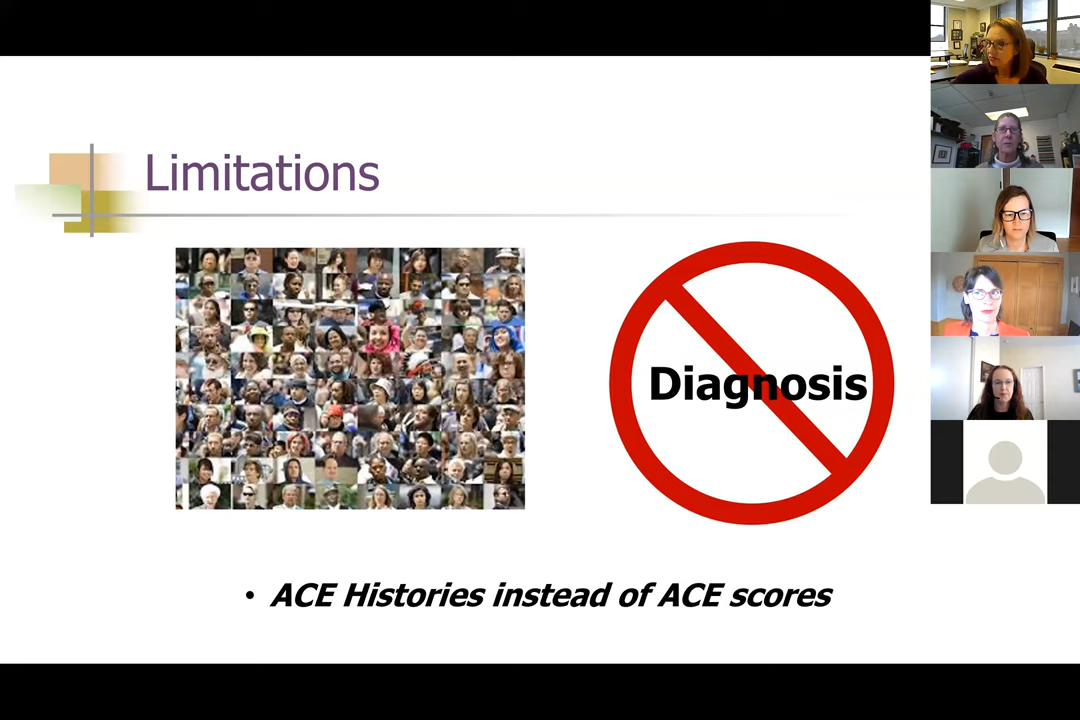 Limitations
Diagnosis
• ACE Histories instead of ACE scores